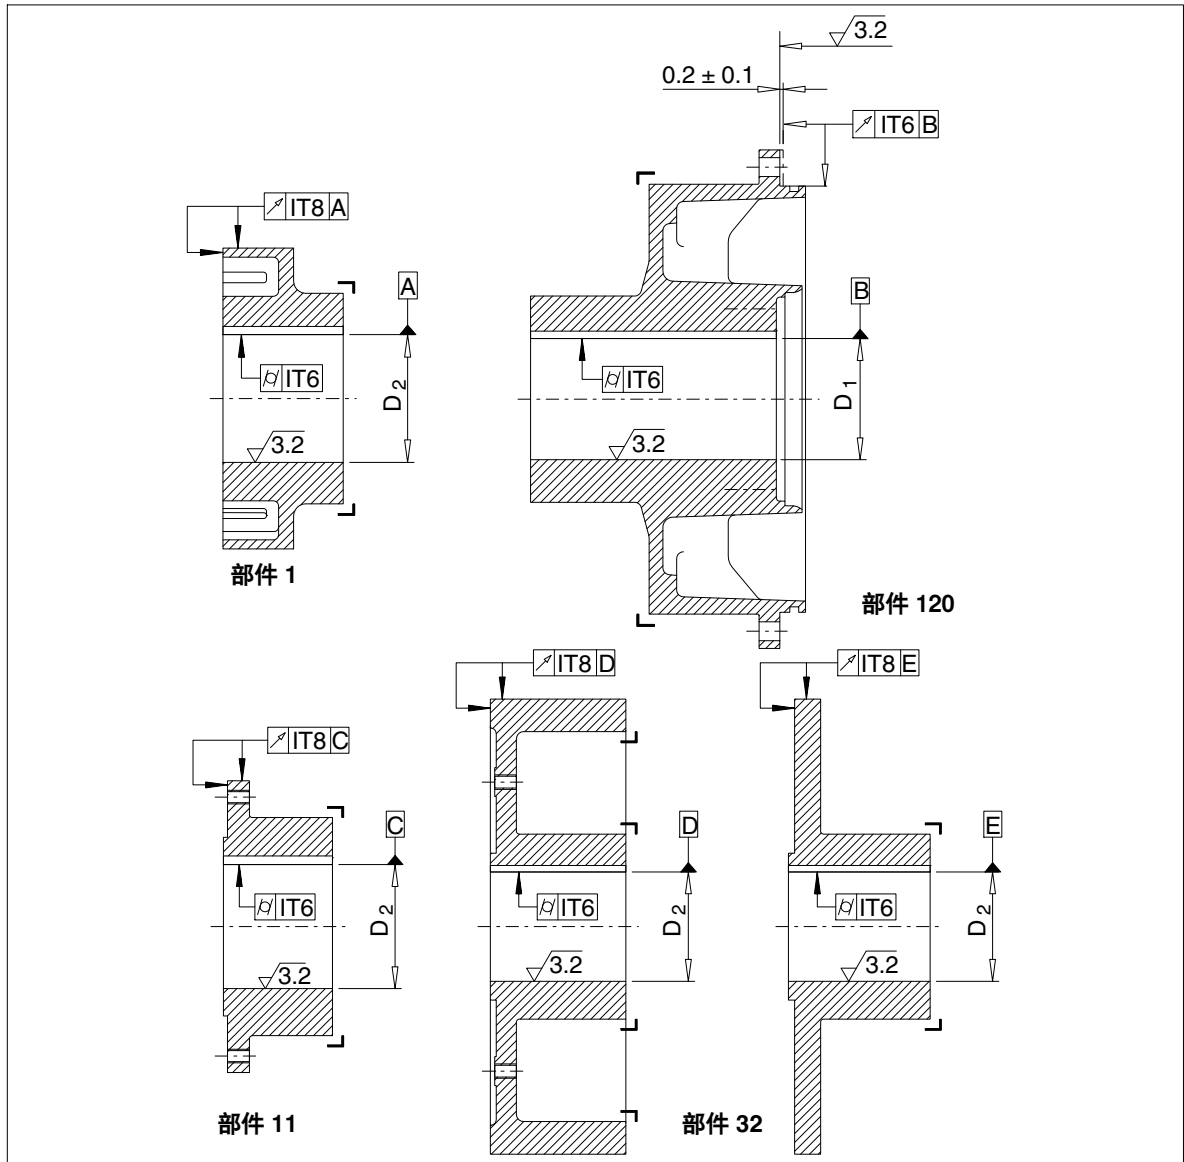 3.2
0.2 ± 0.1
IT6 B
IT8 A
A
B
IT6
D2
IT6
D1
3.2
3.2
部件 1
部件 120
IT8 D
IT8 E
IT8 C
C
D
E
IT6
D2
IT6
D2
IT6
D2
3.2
3.2
3.2
部件 11
部件 32